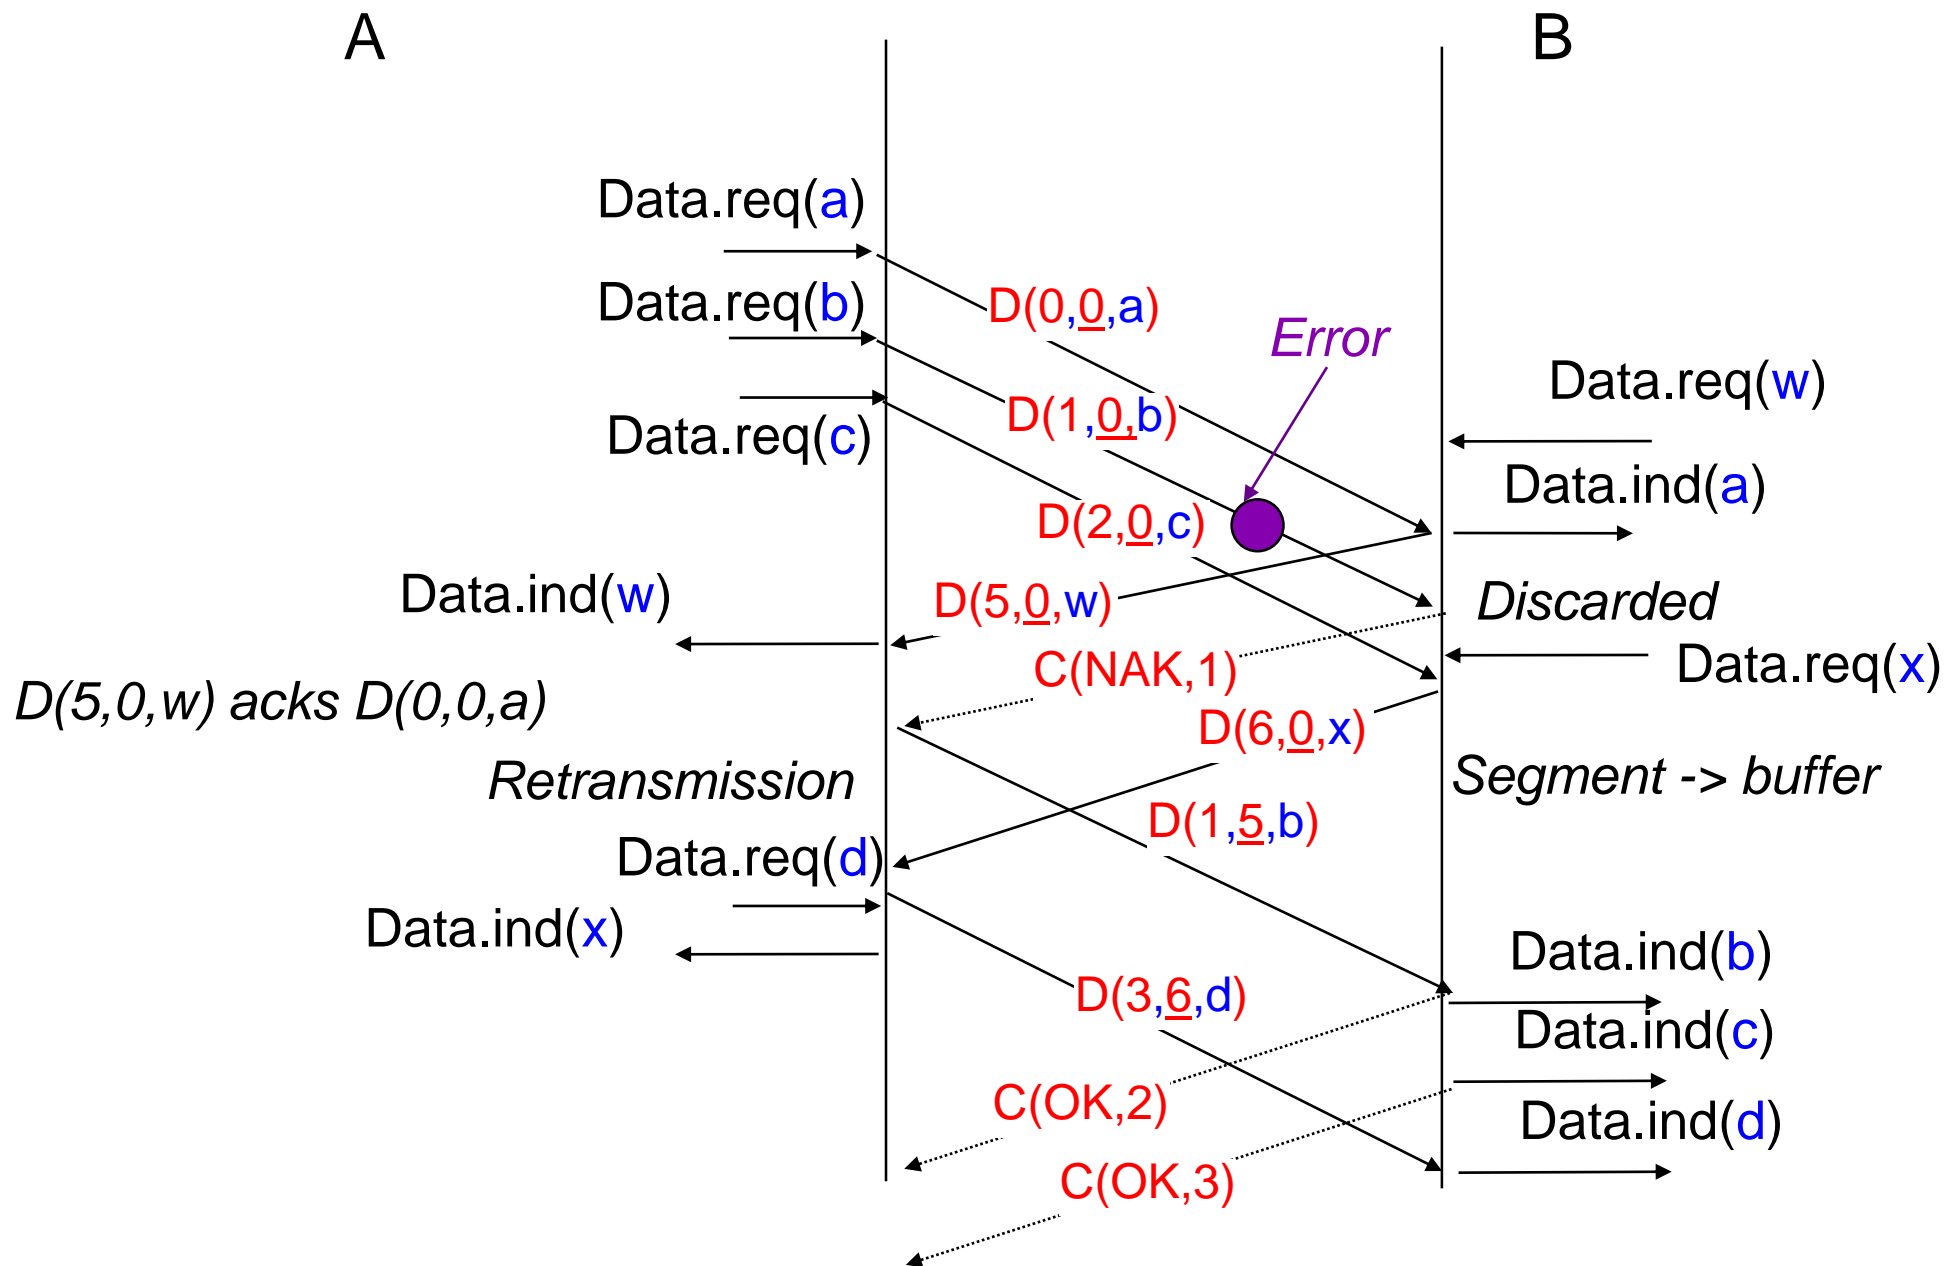 A
B
Data.req(a)
Data.req(b)
D(0,0,a)
Error
Data.req(w)
D(1,0,b)
Data.req(c)
Data.ind(a)
D(2,0,c)
Data.ind(w)
D(5,0,w)
Discarded
C(NAK,1)
Data.req(x)
D(5,0,w) acks D(0,0,a)
D(6,0,x)
Retransmission
Segment -> buffer
D(1,5,b)
Data.req(d)
Data.ind(x)
Data.ind(b)
D(3,6,d)
Data.ind(c)
C(OK,2)
Data.ind(d)
C(OK,3)